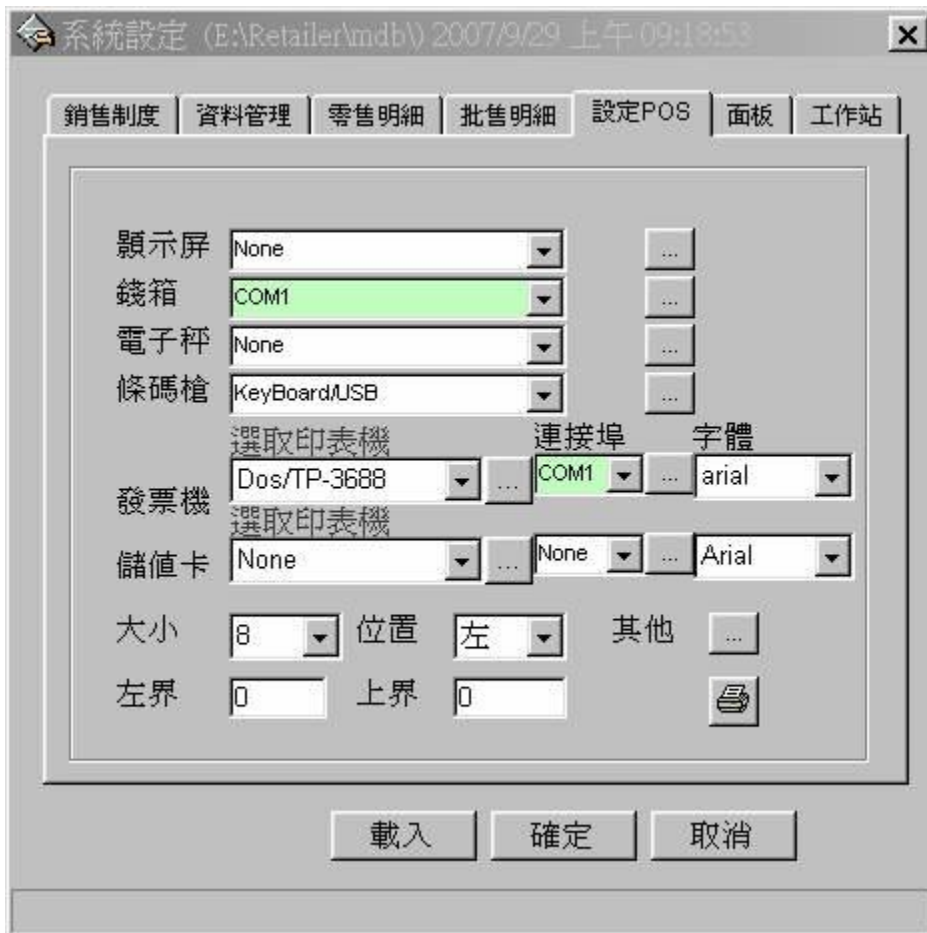 系統設定 (E:\Retailer\mdb\) 2007/9/29 上午 09:18:53
銷售制度 資料管理 零售明細 批售明細 設定POS 面板 工作站
顯示屏 None ...
錢箱 COM1 ...
電子秤 None ...
條碼槍 KeyBoard/USB ...
選取印表機 連接埠 字體
發票機 Dos/TP-3688 ... COM1 ... arial
選取印表機
儲值卡 None ... None ... Arial
大小 8 位置 左 其他 ...
左界 0 上界 0
載入 確定 取消